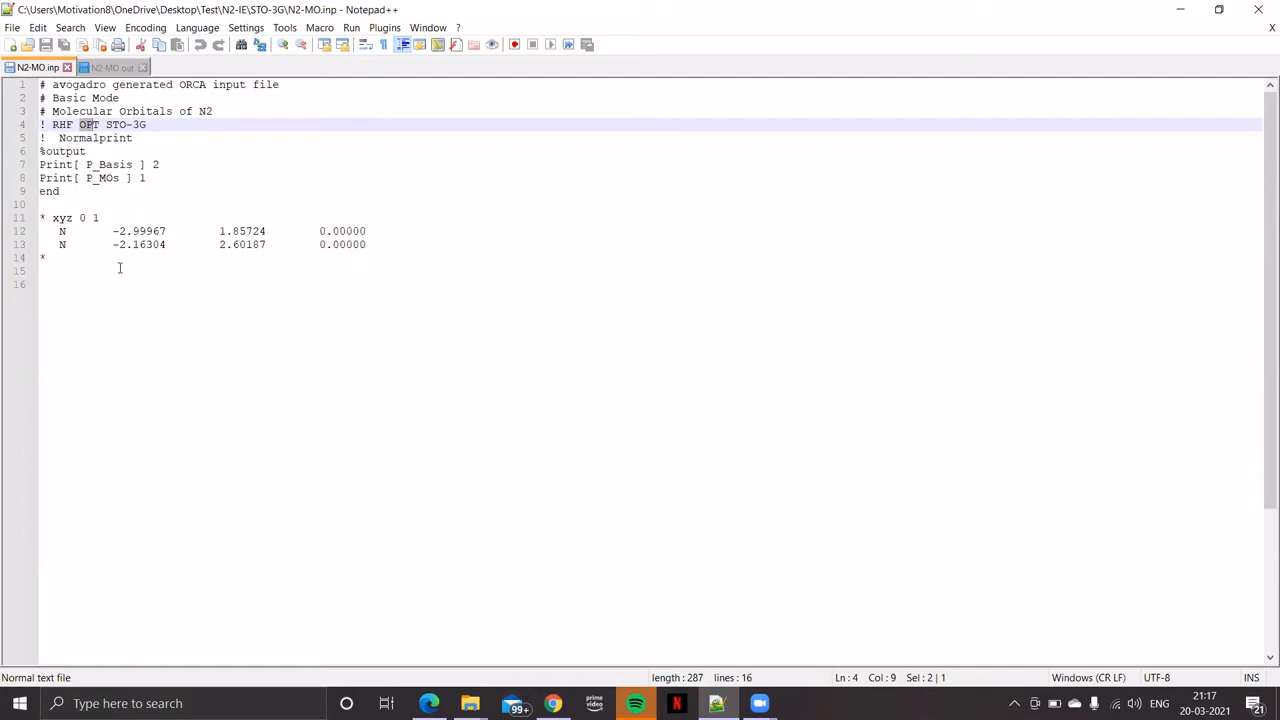 C:\Users\Motivation8\OneDrive\Desktop\Test\N2-IE\STO-3G\N2-MO.inp - Notepad++
File Edit Search View Encoding Language Settings Tools Macro Run Plugins Window ? X
N2-MO.inp N2-MO.out
1 # avogadro generated ORCA input file
2 # Basic Mode
3 # Molecular Orbitals of N2
4 ! RHF OPT STO-3G
5 ! Normalprint
6 %output
7 Print[ P_Basis ] 2
8 Print[ P_MOs ] 1
9 end
10
11 * xyz 0 1
12 N -2.99967 1.85724 0.00000
13 N -2.16304 2.60187 0.00000
14 *
15
16
Normal text file length : 287 lines : 16 Ln : 4 Col : 9 Sel : 2 | 1 Windows (CR LF) UTF-8 INS
Type here to search 99+ prime video N ENG 21:17 20-03-2021 21